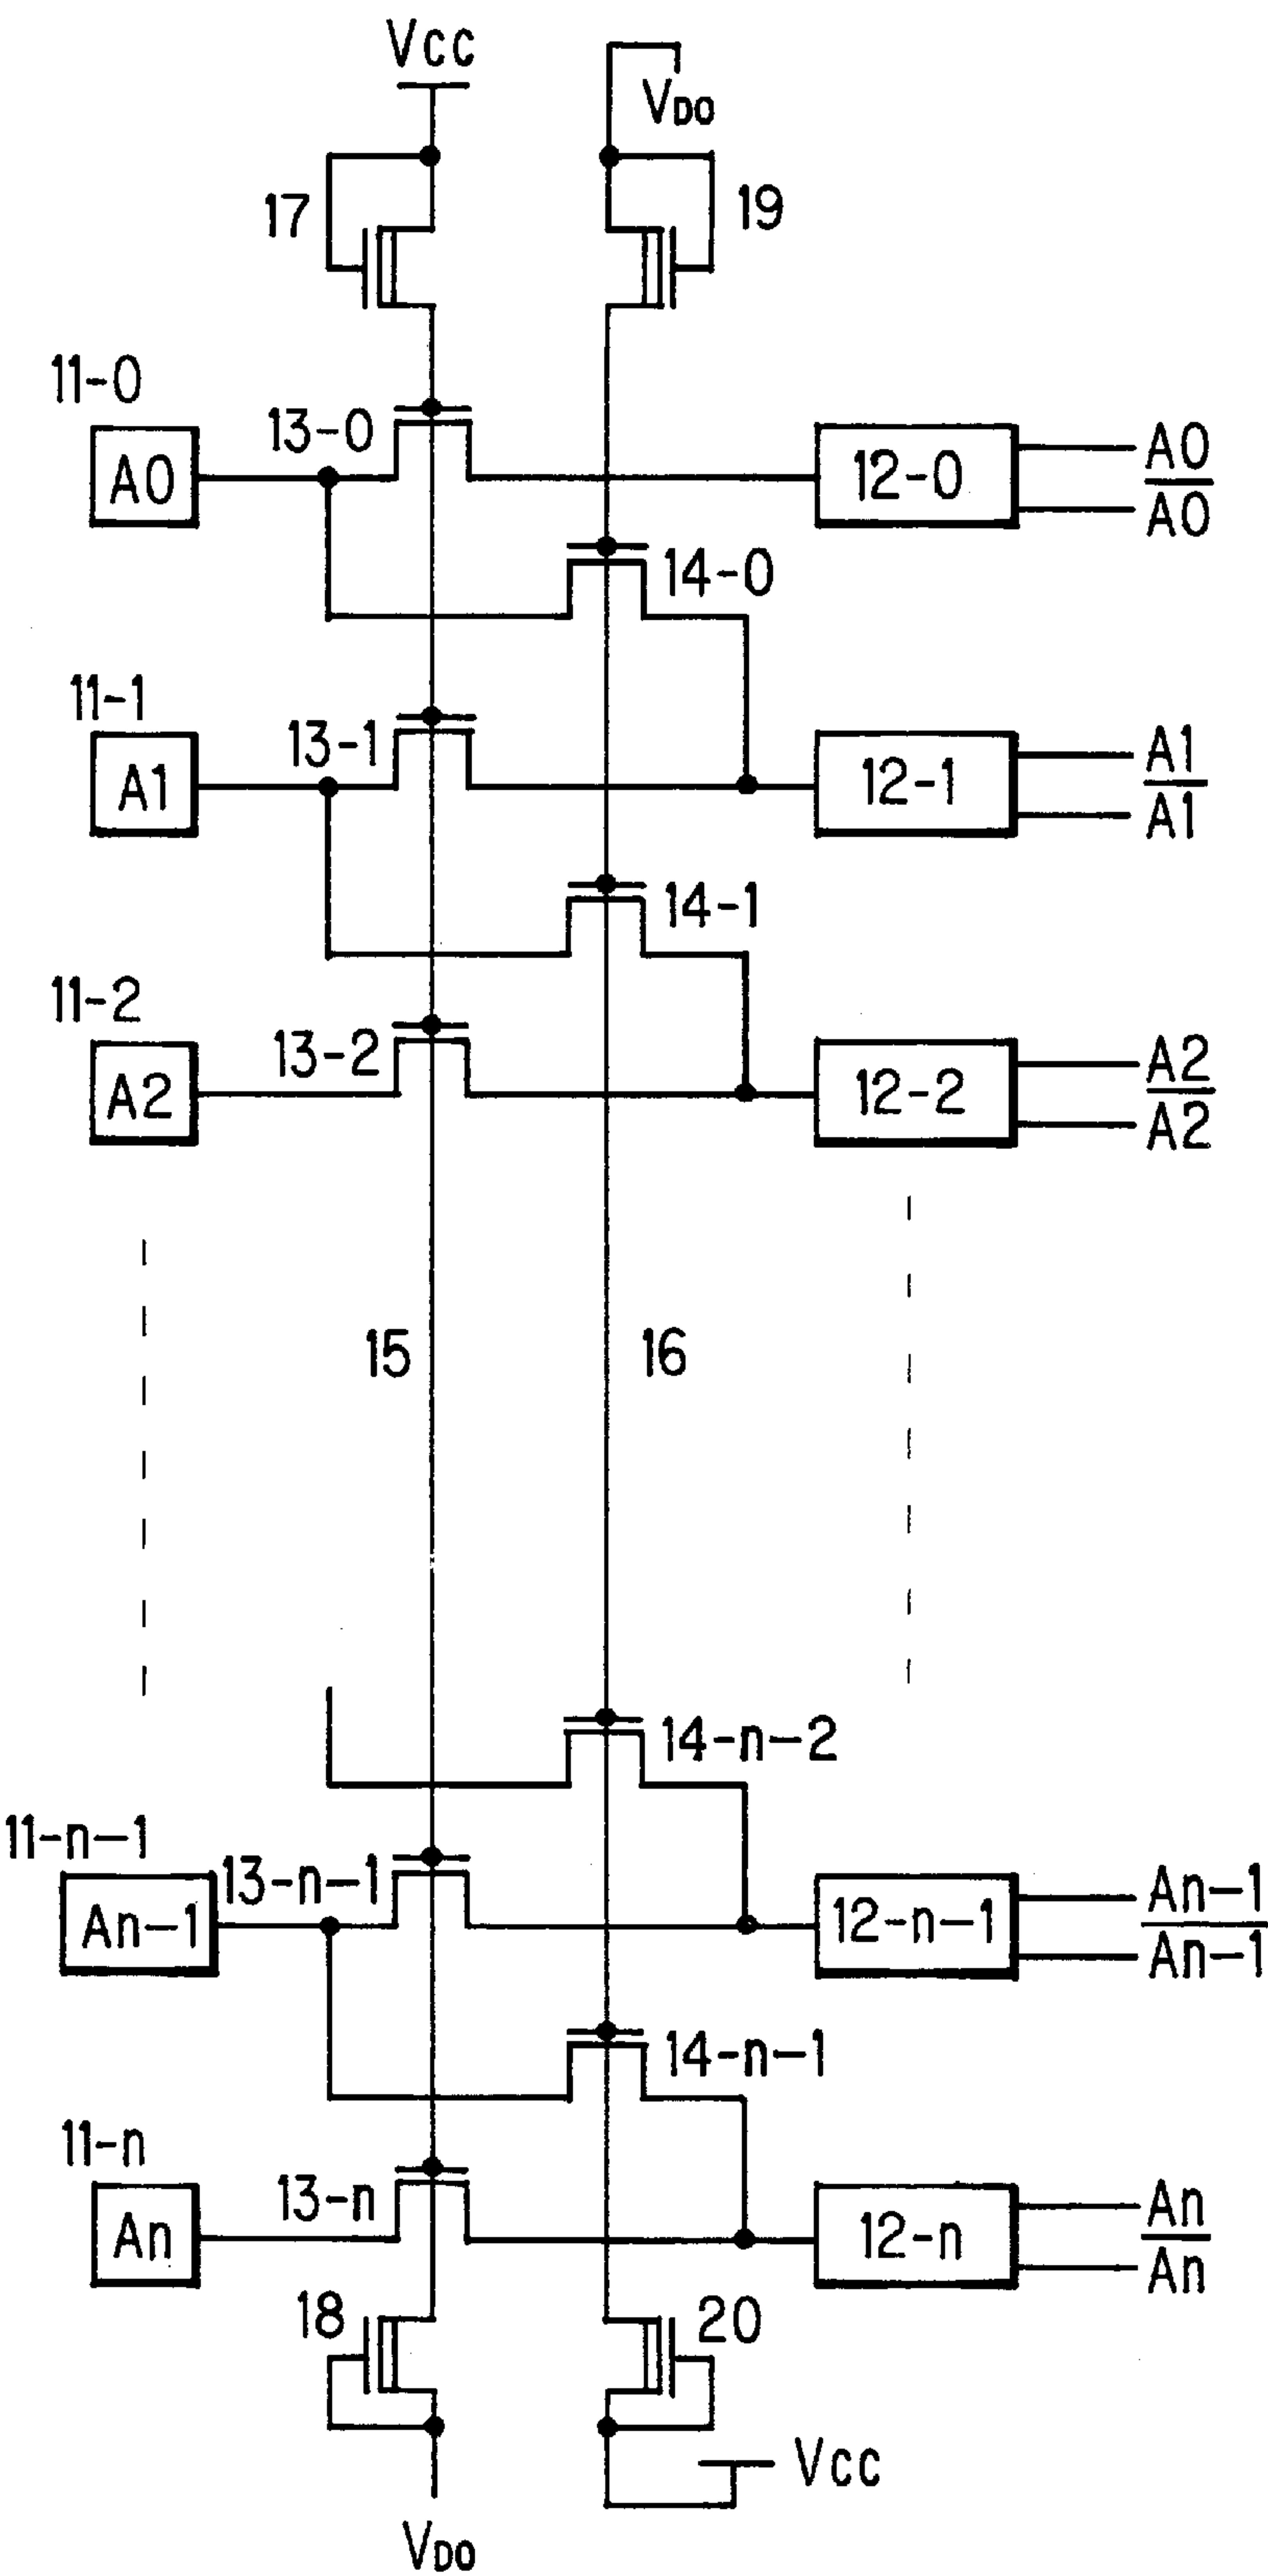 Vcc
VDO
17
19
11-0
A0
13-0
12-0
A0
A0
14-0
11-1
A1
13-1
12-1
A1
A1
14-1
11-2
A2
13-2
12-2
A2
A2
15
16
14-n-2
11-n-1
An-1
13-n-1
12-n-1
An-1
An-1
14-n-1
11-n
An
13-n
12-n
An
An
18
20
Vcc
VDO